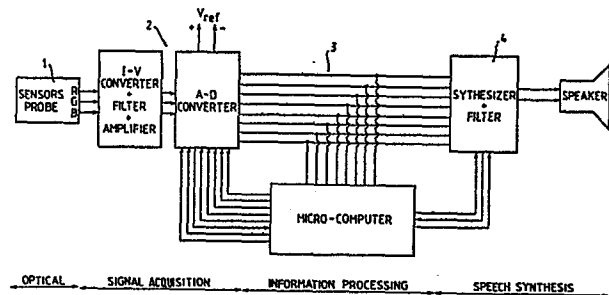 2
+ Vref -
1
SENSORS
PROBE
R
G
B
I-V
CONVERTER
+
FILTER
+
AMPLIFIER
A-D
CONVERTER
3
4
SYTHESIZER
+
FILTER
SPEAKER
MICRO-COMPUTER
OPTICAL
SIGNAL ACQUISITION
INFORMATION PROCESSING
SPEECH SYNTHESIS